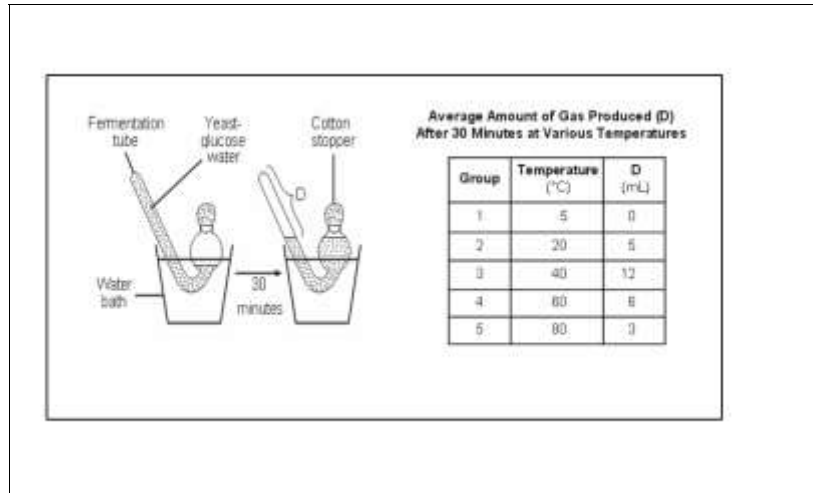 Fermentation
tube
Yeast-
glucose
water
Cotton
stopper
D
Water
bath
30
minutes
Average Amount of Gas Produced (D)
After 30 Minutes at Various Temperatures
Group Temperature (°C) D (mL)
1 5 0
2 20 5
3 40 12
4 60
5 80 3